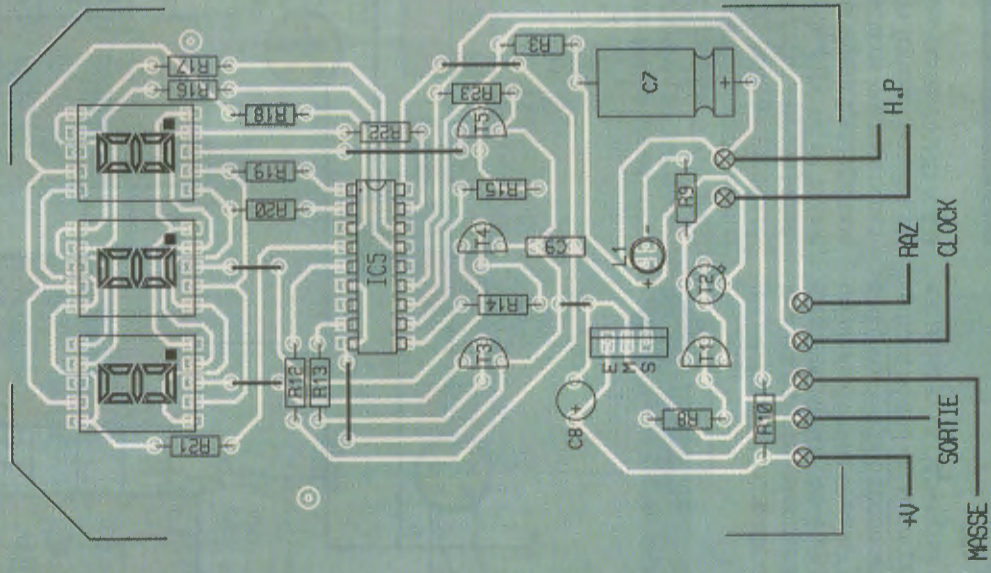 R17
R16
R18
R22
R19
R20
R21
R12
R13
IC5
R3
R23
T5
R15
T4
C9
R14
T3
C7
+
R9
L1
-
+
T2
E
M
S
T1
C8
+
R8
R10
H.P
RAZ
CLOCK
MASSE
SORTIE
+V